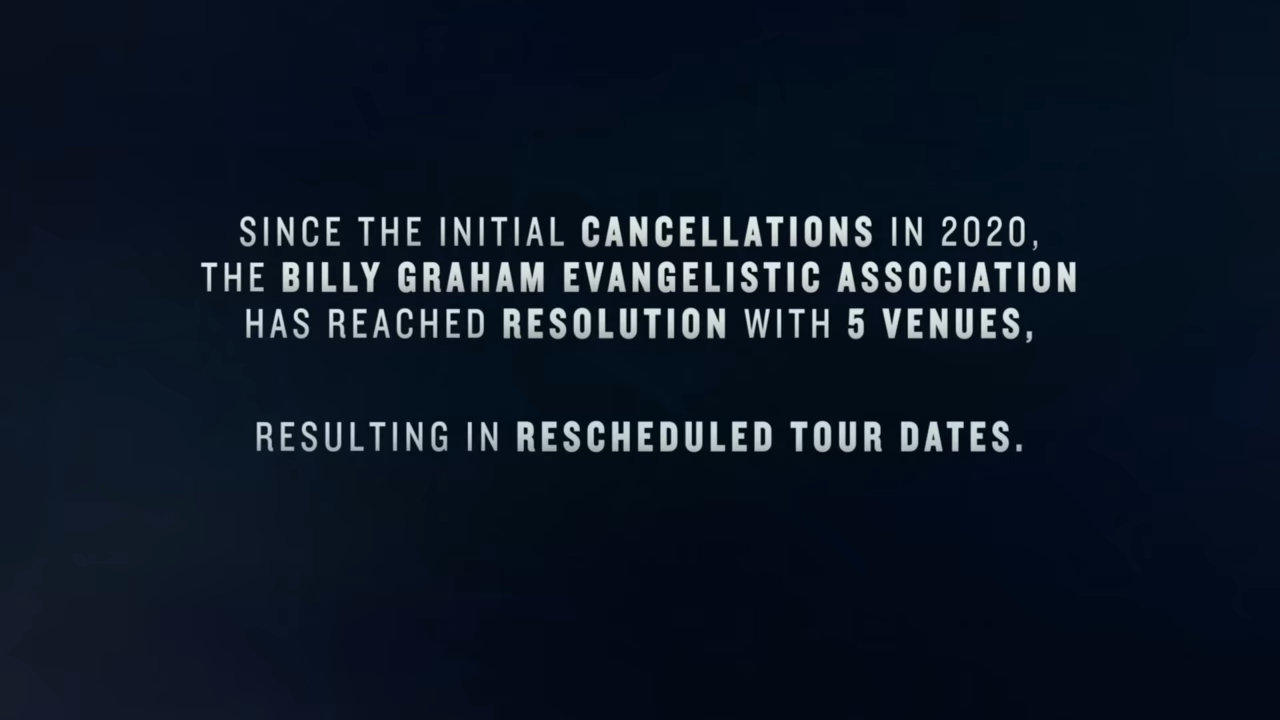 SINCE THE INITIAL CANCELLATIONS IN 2020,
THE BILLY GRAHAM EVANGELISTIC ASSOCIATION
HAS REACHED RESOLUTION WITH 5 VENUES,
RESULTING IN RESCHEDULED TOUR DATES.